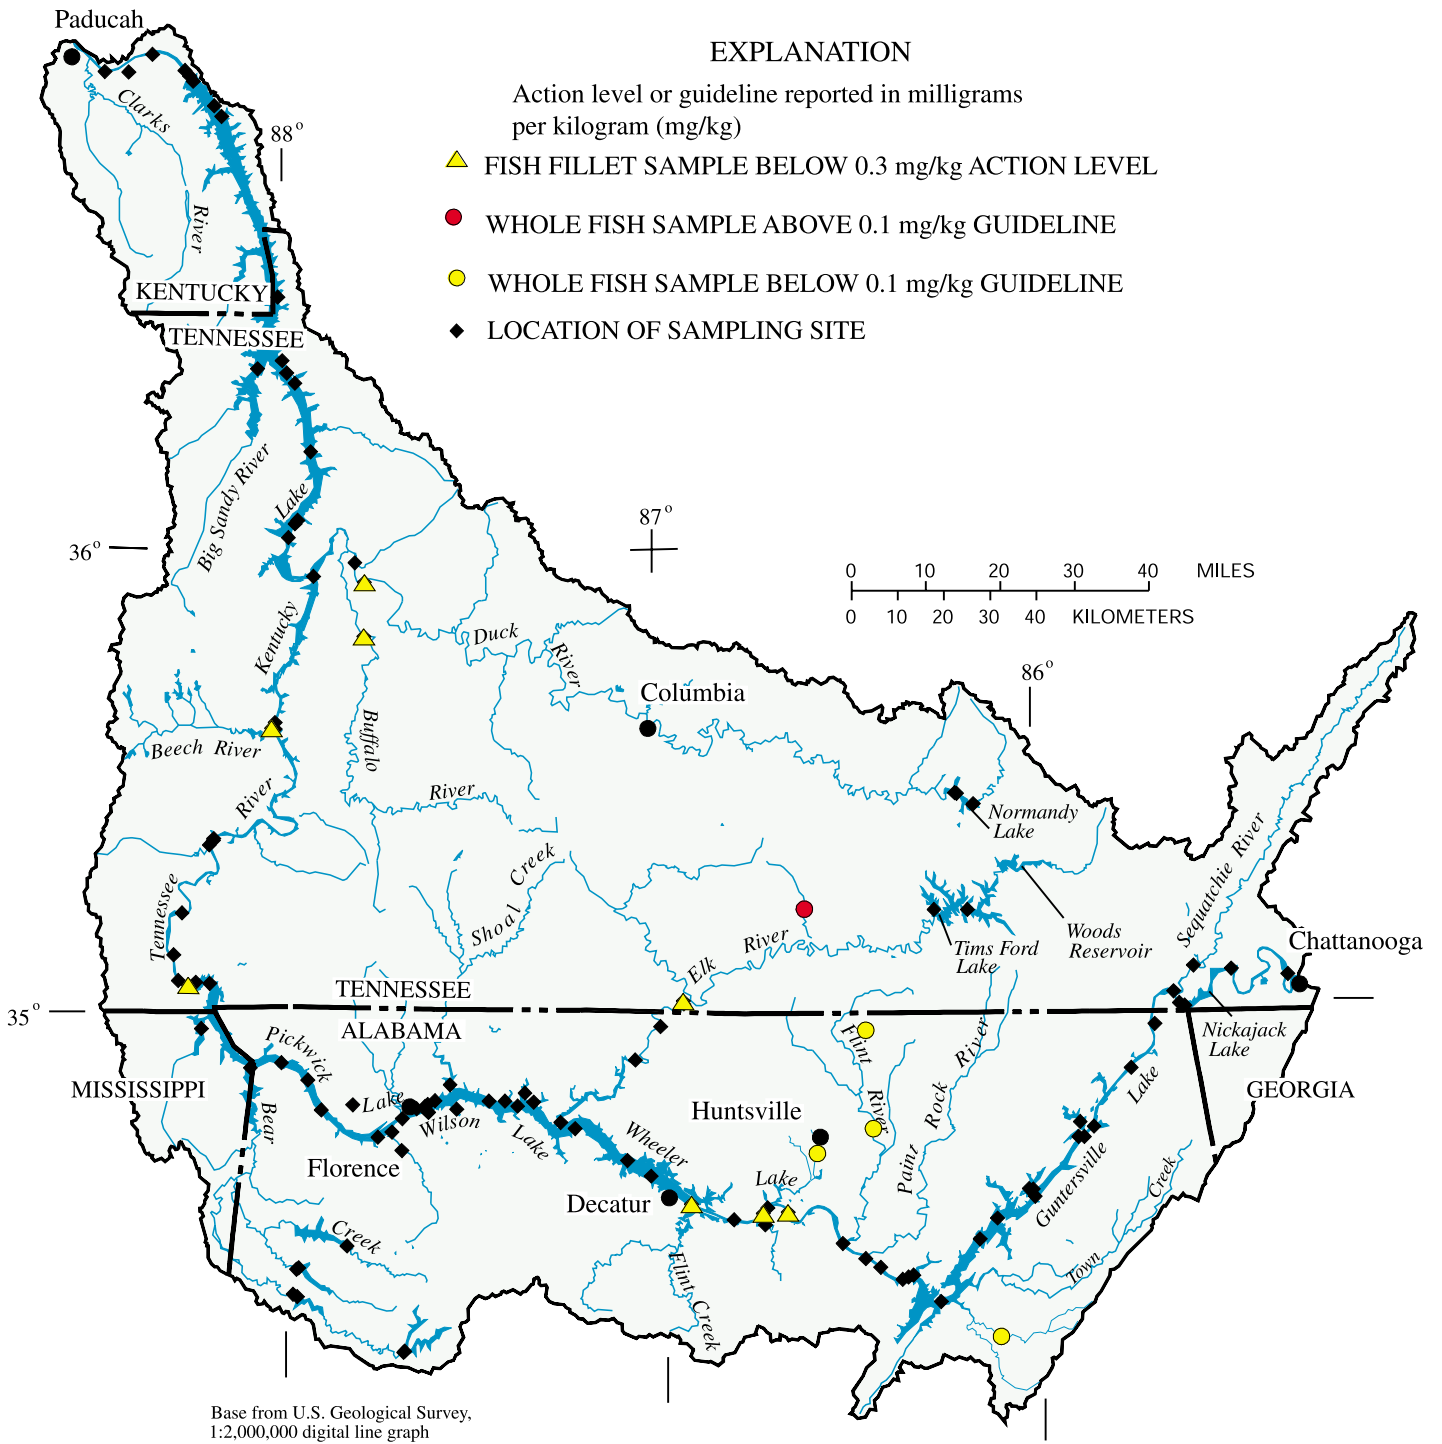 Paducah
EXPLANATION
Action level or guideline reported in milligrams
per kilogram (mg/kg)
FISH FILLET SAMPLE BELOW 0.3 mg/kg ACTION LEVEL
WHOLE FISH SAMPLE ABOVE 0.1 mg/kg GUIDELINE
WHOLE FISH SAMPLE BELOW 0.1 mg/kg GUIDELINE
LOCATION OF SAMPLING SITE
Clarks
River
88°
KENTUCKY
TENNESSEE
Big Sandy River
Lake
Kentucky
36°
87°
0 10 20 30 40 MILES
0 10 20 30 40 KILOMETERS
Duck
River
Columbia
86°
Buffalo
River
Beech River
River
Tennessee
Normandy
Lake
Shoal Creek
Sequatchie River
Woods
Reservoir
Tims Ford
Lake
Elk
River
Chattanooga
35°
TENNESSEE
ALABAMA
Nickajack
Lake
MISSISSIPPI
GEORGIA
Pickwick
Lake
Bear
Creek
Wilson
Lake
Florence
Wheeler
Lake
Decatur
Huntsville
Flint
River
Paint Rock River
Guntersville
Lake
Town
Creek
Flint Creek
Base from U.S. Geological Survey,
1:2,000,000 digital line graph